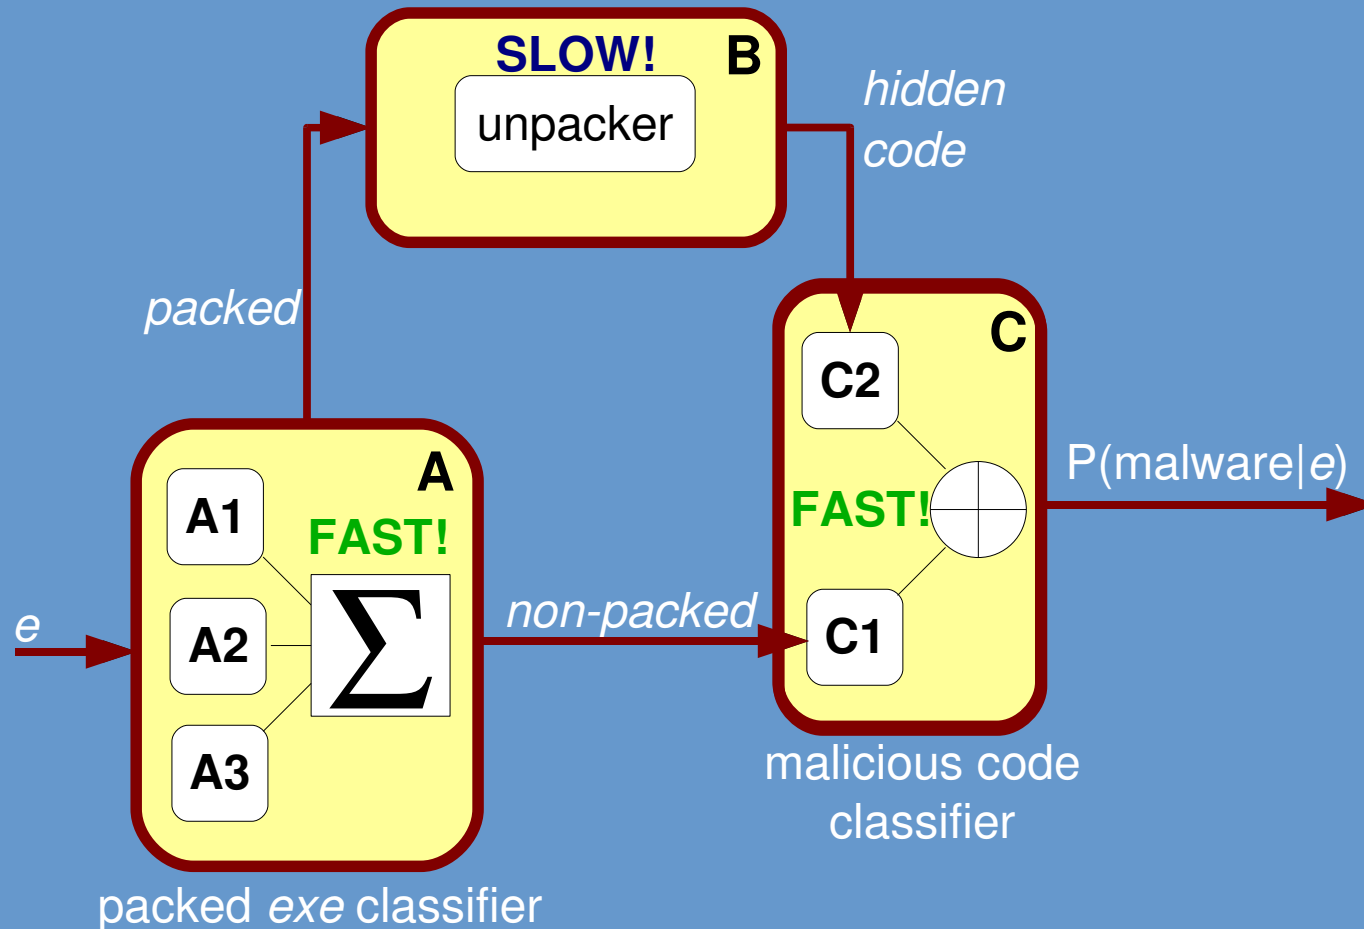 SLOW!
B
unpacker
hidden
code
packed
C
C2
A
P(malware|e)
A1
FAST!
FAST!
Σ
non-packed
e
A2
C1
A3
malicious code
classifier
packed exe classifier